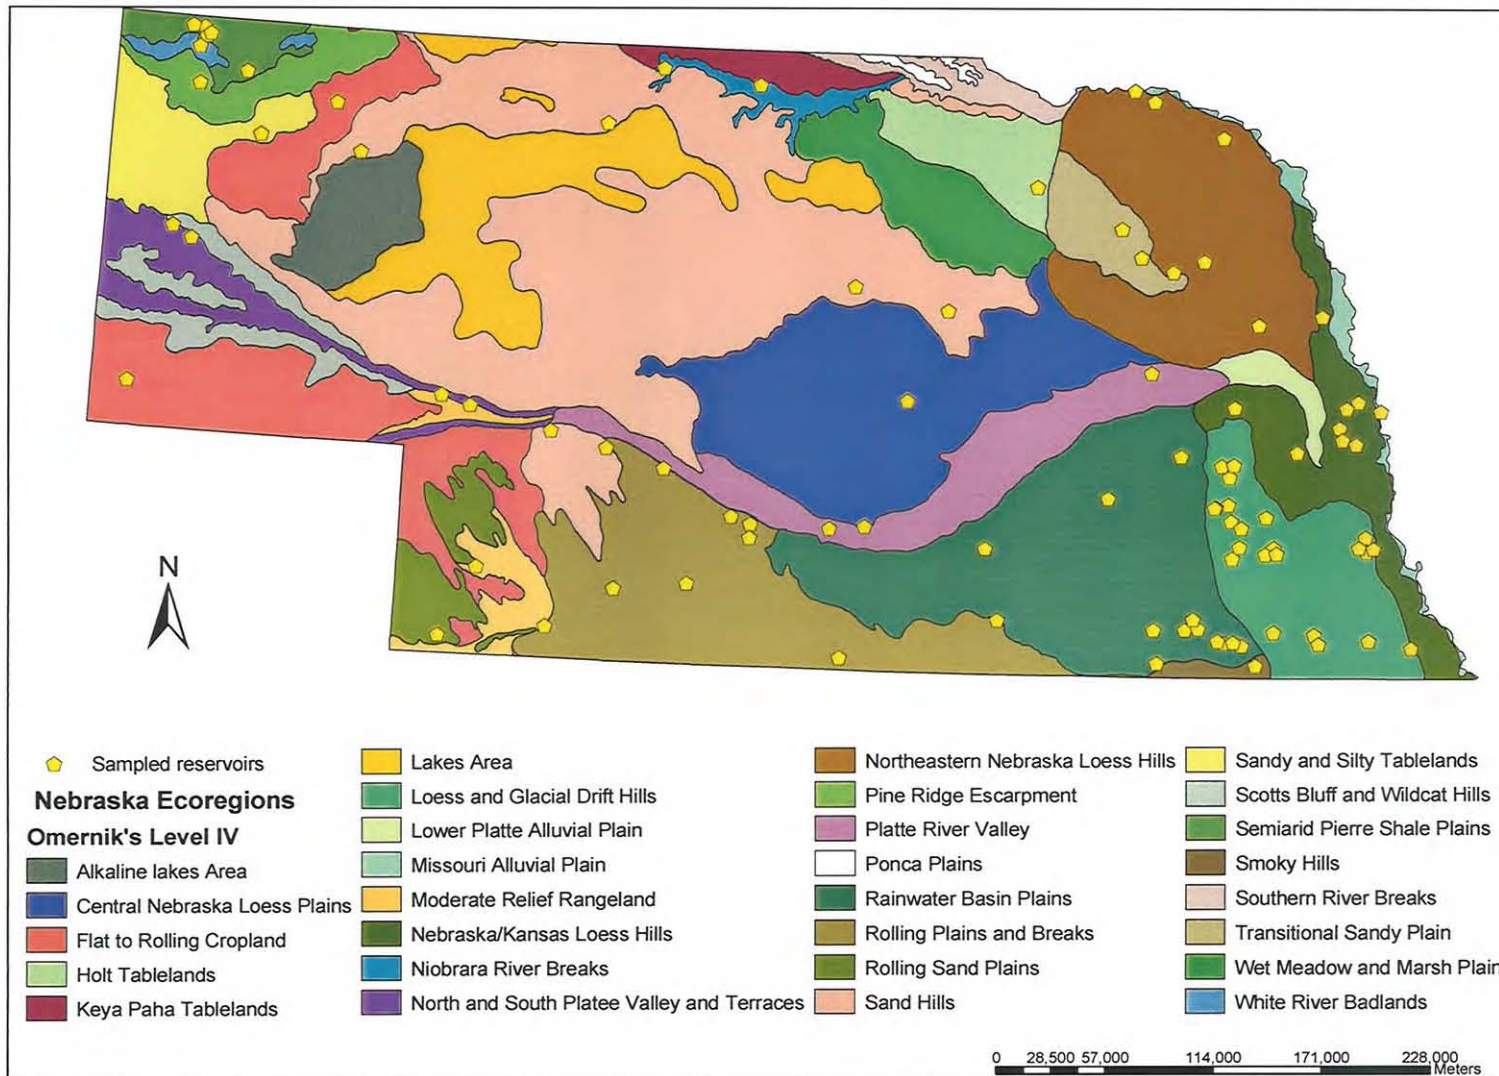 N
Sampled reservoirs
Nebraska Ecoregions
Omernik's Level IV
Alkaline lakes Area
Central Nebraska Loess Plains
Flat to Rolling Cropland
Holt Tablelands
Keya Paha Tablelands
Lakes Area
Loess and Glacial Drift Hills
Lower Platte Alluvial Plain
Missouri Alluvial Plain
Moderate Relief Rangeland
Nebraska/Kansas Loess Hills
Niobrara River Breaks
North and South Platee Valley and Terraces
Northeastern Nebraska Loess Hills
Pine Ridge Escarpment
Platte River Valley
Ponca Plains
Rainwater Basin Plains
Rolling Plains and Breaks
Rolling Sand Plains
Sand Hills
Sandy and Silty Tablelands
Scotts Bluff and Wildcat Hills
Semiarid Pierre Shale Plains
Smoky Hills
Southern River Breaks
Transitional Sandy Plain
Wet Meadow and Marsh Plain
White River Badlands
0 28,500 57,000 114,000 171,000 228,000
Meters